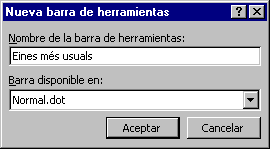 Nueva barra de herramientas
Nombre de la barra de herramientas:
Eines més usuals
Barra disponible en:
Normal.dot
Aceptar Cancelar